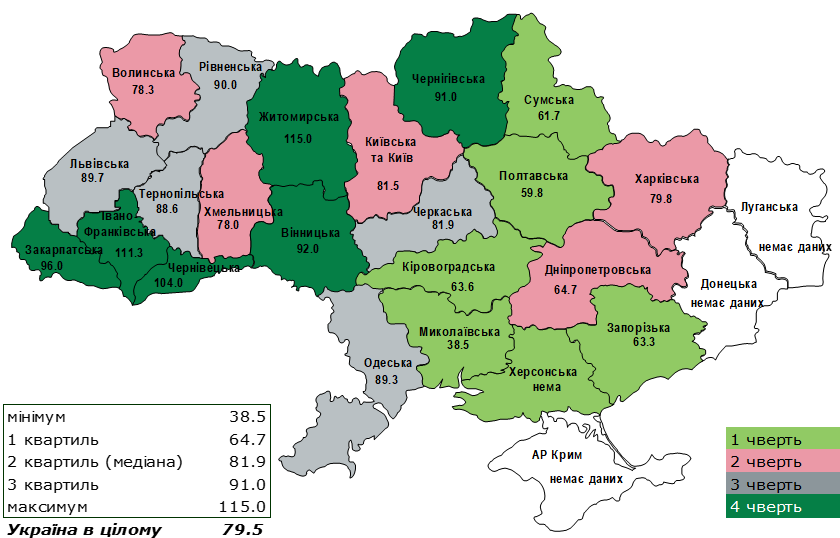 Волинська
78.3
Рівненська
90.0
Житомирська
115.0
Чернігівська
91.0
Сумська
61.7
Київська
та Київ
81.5
Львівська
89.7
Тернопільська
88.6
Хмельницька
78.0
Полтавська
59.8
Харківська
79.8
Луганська
немає даних
Черкаська
81.9
Вінницька
92.0
Івано
Франківська
111.3
Закарпатська
96.0
Чернівецька
104.0
Кіровоградська
63.6
Дніпропетровська
64.7
Донецька
немає даних
Миколаївська
38.5
Запорізька
63.3
Одеська
89.3
Херсонська
нема
АР Крим
немає даних
мінімум 38.5
1 квартиль 64.7
2 квартиль (медіана) 81.9
3 квартиль 91.0
максимум 115.0
Україна в цілому 79.5
1 чверть
2 чверть
3 чверть
4 чверть